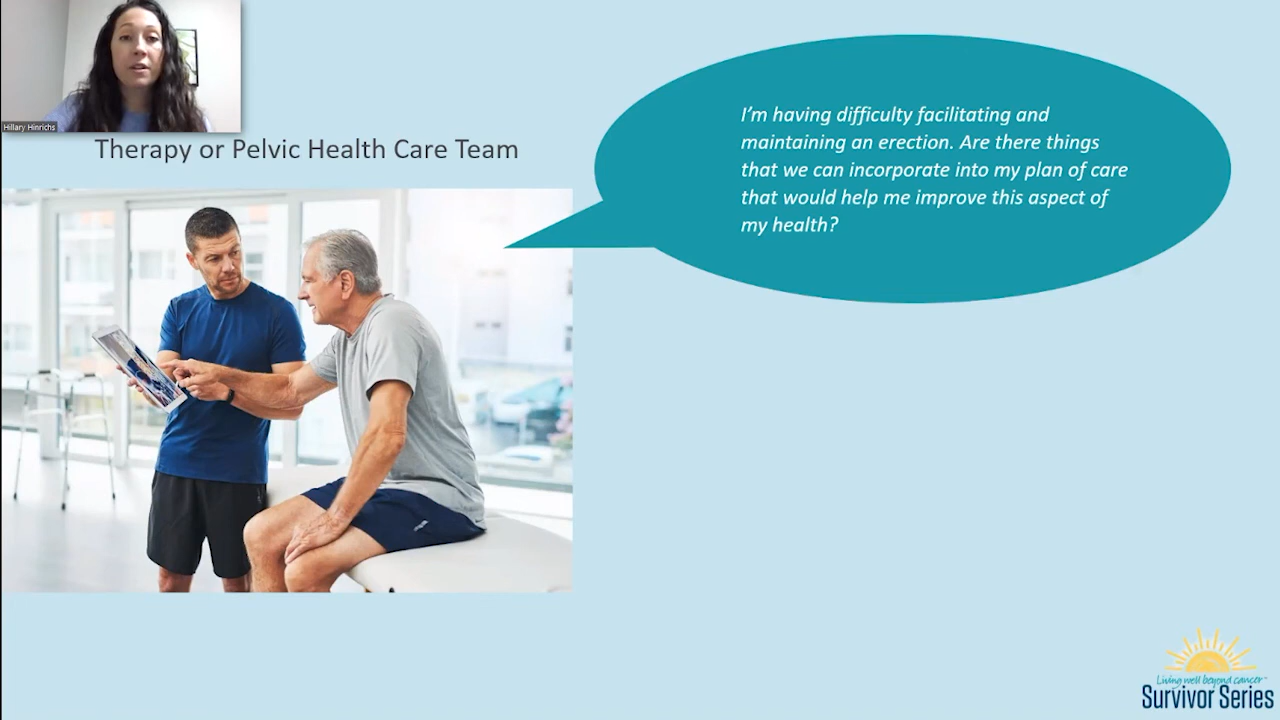 Hillary Hinrichs
Therapy or Pelvic Health Care Team
I'm having difficulty facilitating and
maintaining an erection. Are there things
that we can incorporate into my plan of care
that would help me improve this aspect of
my health?
Living well beyond cancer™
Survivor Series